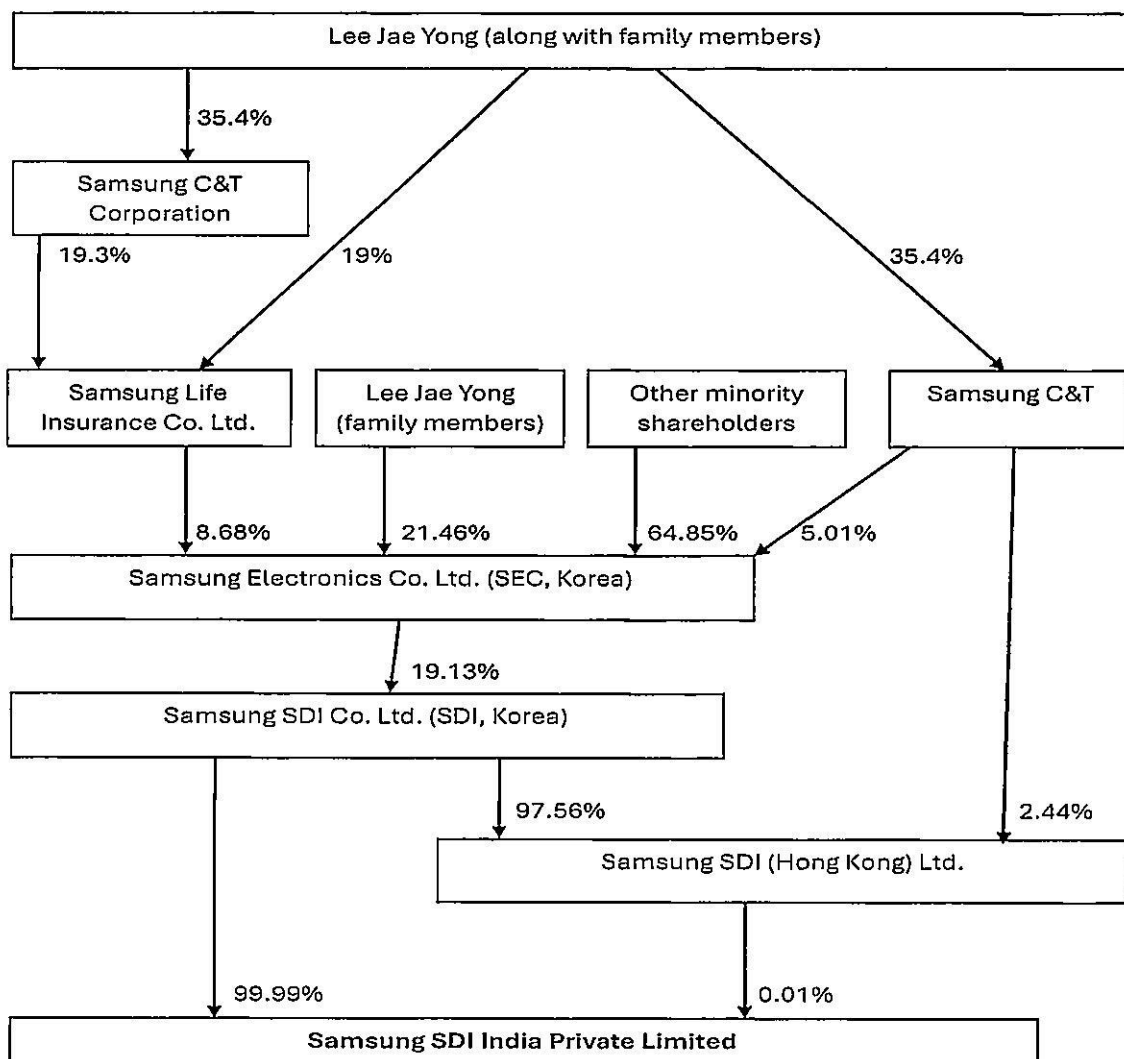 Lee Jae Yong (along with family members)
35.4%
Samsung C&T
Corporation
19.3%
19%
35.4%
Samsung Life
Insurance Co. Ltd.
Lee Jae Yong
(family members)
Other minority
shareholders
Samsung C&T
8.68%
21.46%
64.85%
5.01%
Samsung Electronics Co. Ltd. (SEC, Korea)
19.13%
Samsung SDI Co. Ltd. (SDI, Korea)
97.56%
2.44%
Samsung SDI (Hong Kong) Ltd.
99.99%
0.01%
Samsung SDI India Private Limited